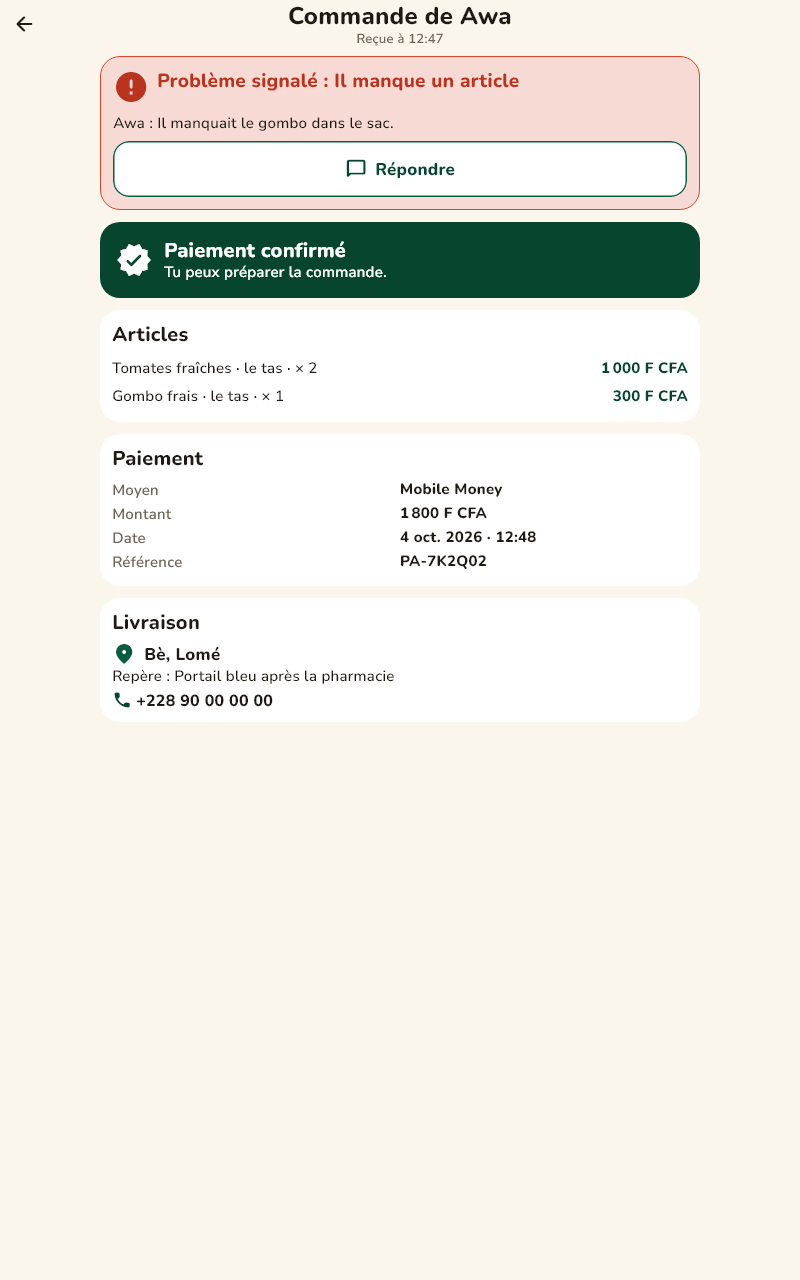 Commande de Awa
Reçue à 12:47
Problème signalé : Il manque un article
Awa : Il manquait le gombo dans le sac.
Répondre
Paiement confirmé
Tu peux préparer la commande.
Articles
Tomates fraîches · le tas · × 2 1 000 F CFA
Gombo frais · le tas · × 1 300 F CFA
Paiement
Moyen Mobile Money
Montant 1 800 F CFA
Date 4 oct. 2026 · 12:48
Référence PA-7K2Q02
Livraison
Bè, Lomé
Repère : Portail bleu après la pharmacie
+228 90 00 00 00